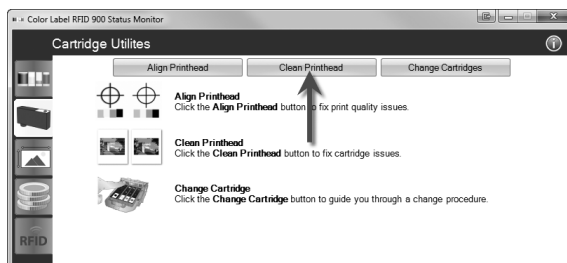 Color Label RFID 900 Status Monitor
Cartridge Utilites
Align Printhead Clean Printhead Change Cartridges
Align Printhead
Click the Align Printhead button to fix print quality issues.
Clean Printhead
Click the Clean Printhead button to fix cartridge issues.
Change Cartridge
Click the Change Cartridge button to guide you through a change procedure.
RFID